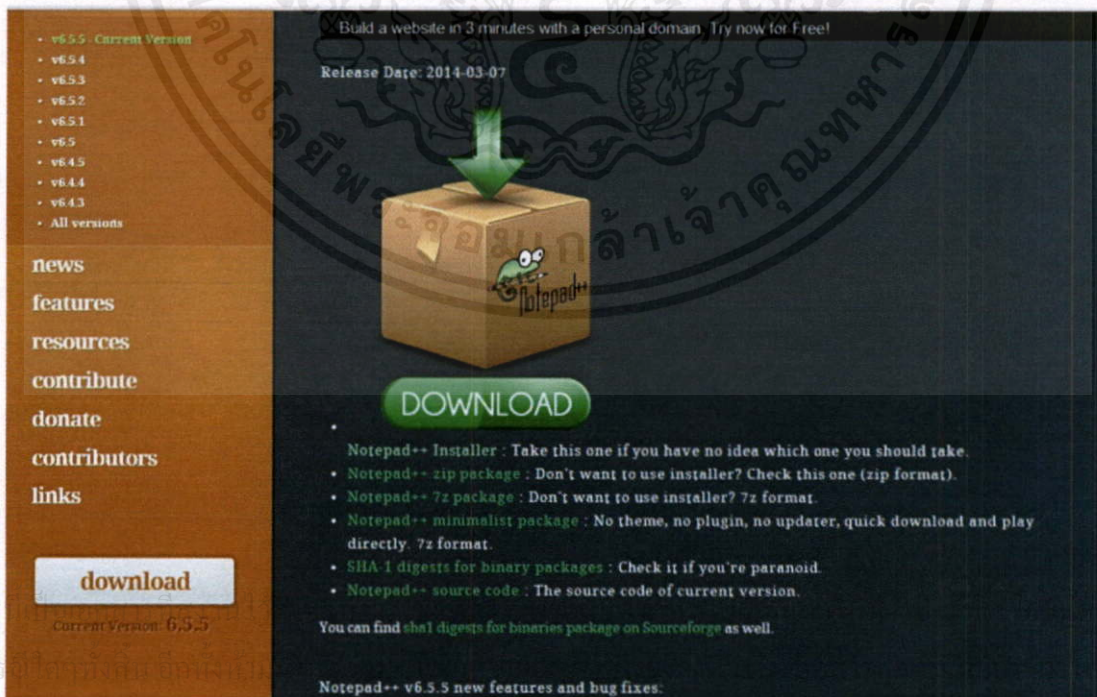 v6.5.5 Current Version
v6.5.4
v6.5.3
v6.5.2
v6.5.1
v6.5
v6.4.5
v6.4.4
v6.4.3
All versions
news
features
resources
contribute
donate
contributors
links
download
Current Version: 6.5.5
Build a website in 3 minutes with a personal domain. Try now for Free!
Release Date: 2014-03-07
notepad++
DOWNLOAD
Notepad++ Installer : Take this one if you have no idea which one you should take.
Notepad++ zip package : Don't want to use installer? Check this one (zip format).
Notepad++ 7z package : Don't want to use installer? 7z format.
Notepad++ minimalist package : No theme, no plugin, no updater, quick download and play
directly. 7z format.
SHA-1 digests for binary packages : Check it if you're paranoid.
Notepad++ source code : The source code of current version.
You can find sha1 digests for binaries package on Sourceforge as well.
Notepad++ v6.5.5 new features and bug fixes: